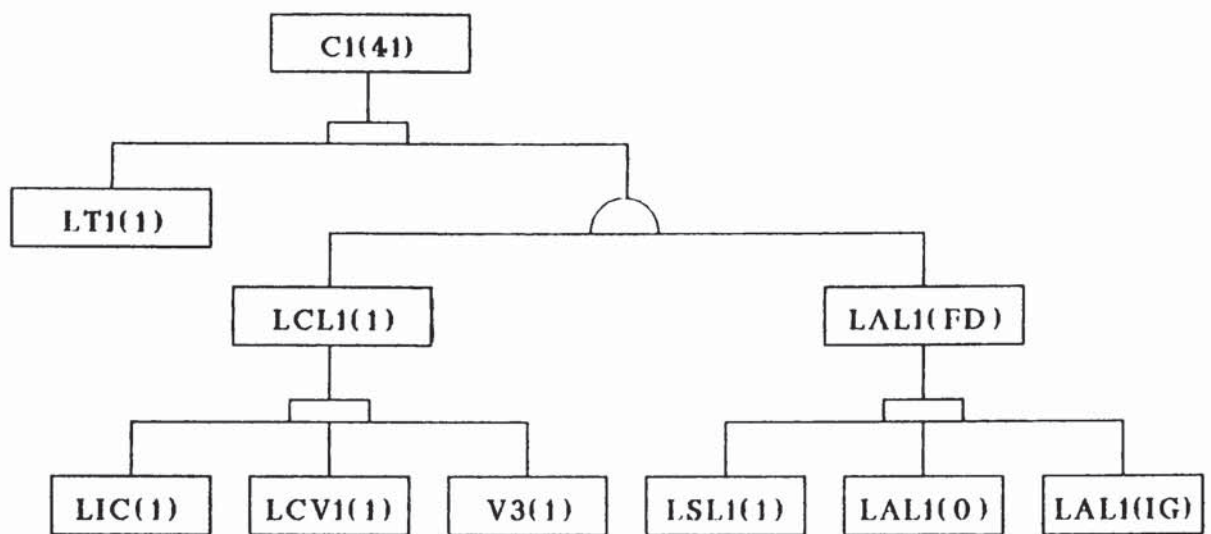 C1(41)
LT1(1)
LCL1(1) LAL1(FD)
LIC(1) LCV1(1) V3(1) LSL1(1) LAL1(0) LAL1(IG)